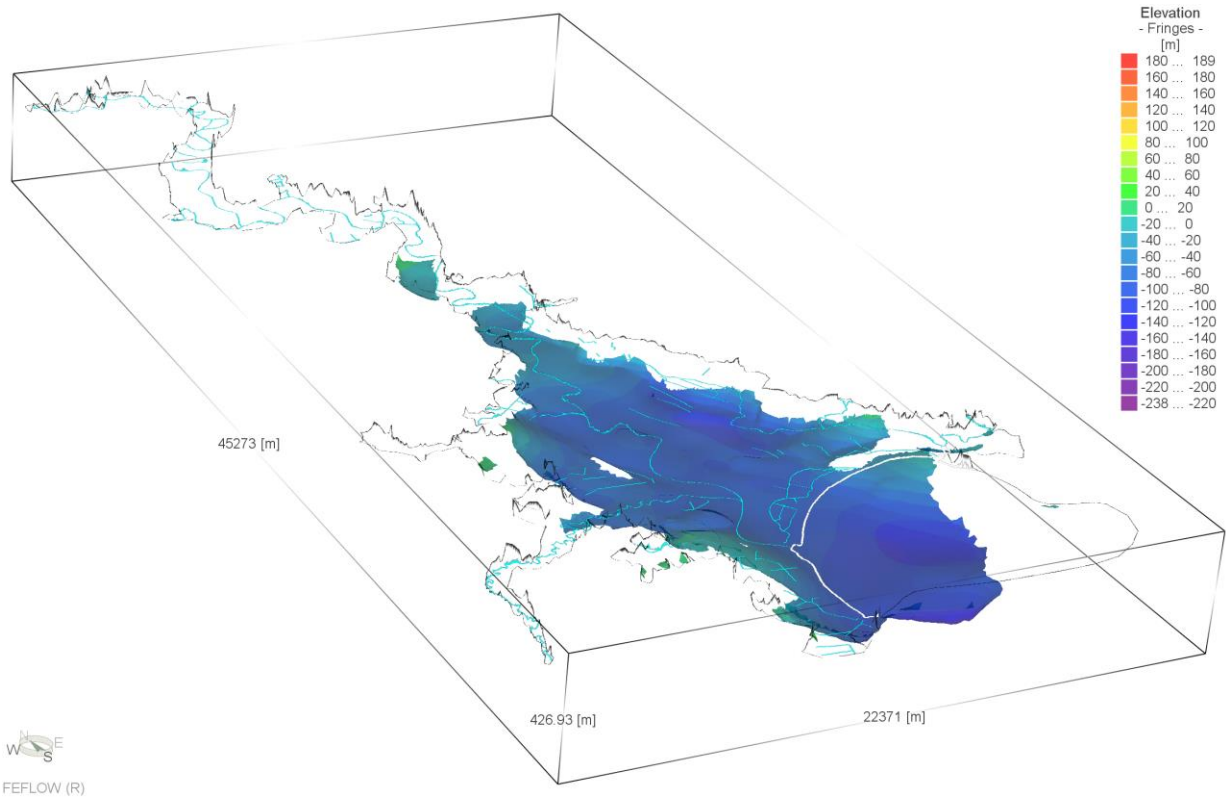 Elevation
- Fringes -
[m]
180 ... 189
160 ... 180
140 ... 160
120 ... 140
100 ... 120
80 ... 100
60 ... 80
40 ... 60
20 ... 40
0 ... 20
-20 ... 0
-40 ... -20
-60 ... -40
-80 ... -60
-100 ... -80
-120 ... -100
-140 ... -120
-160 ... -140
-180 ... -160
-200 ... -180
-220 ... -200
-238 ... -220
45273 [m]
426.93 [m]
22371 [m]
N
W E
S
FEFLOW (R)